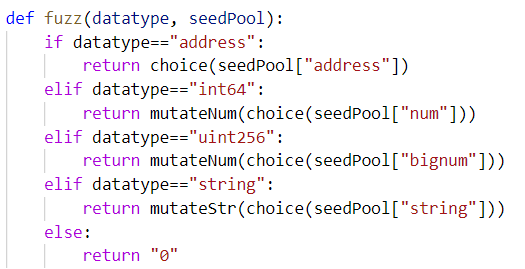 def fuzz(datatype, seedPool):
    if datatype=="address":
        return choice(seedPool["address"])
    elif datatype=="int64":
        return mutateNum(choice(seedPool["num"]))
    elif datatype=="uint256":
        return mutateNum(choice(seedPool["bignum"]))
    elif datatype=="string":
        return mutateStr(choice(seedPool["string"]))
    else:
        return "0"